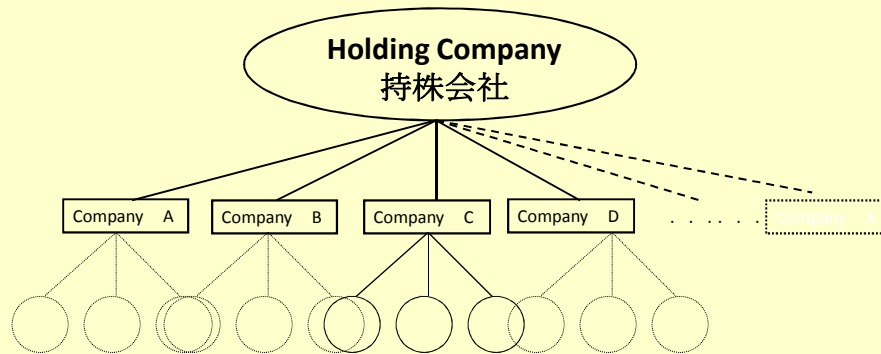 Holding Company
持株会社
Company A
Company B
Company C
Company D
. . . . . .
Company X